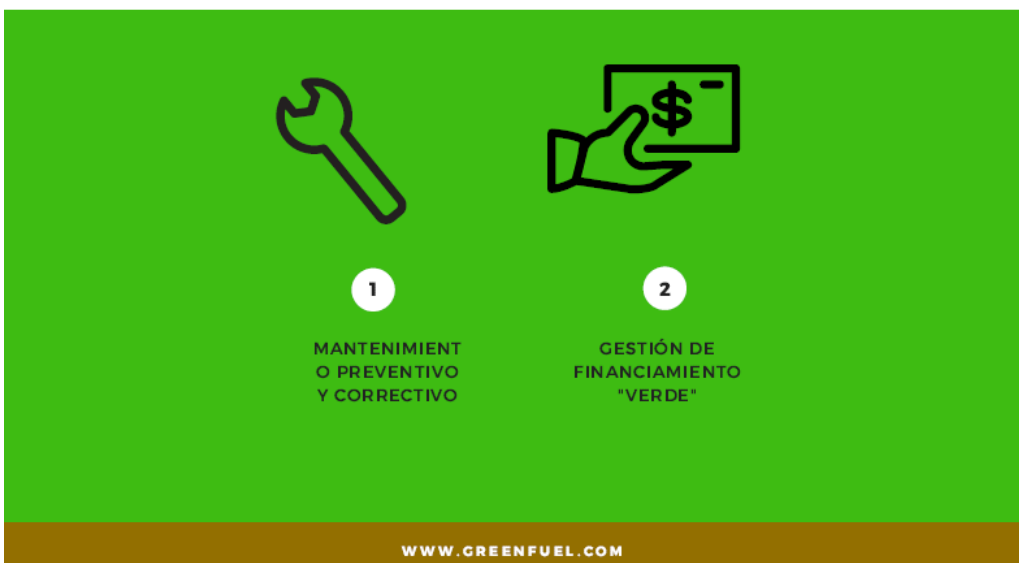 $
1
MANTENIMIENT
O PREVENTIVO
Y CORRECTIVO
2
GESTIÓN DE
FINANCIAMIENTO
"VERDE"
WWW.GREENFUEL.COM